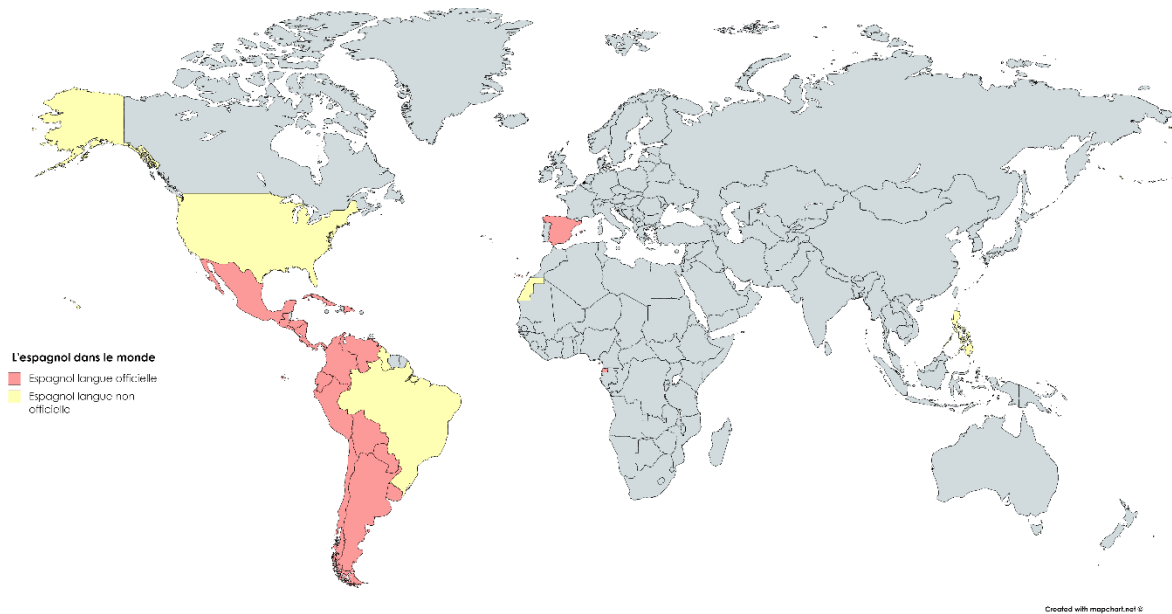 L'espagnol dans le monde
Espagnol langue officielle
Espagnol langue non
officielle
Created with mapchart.net ©